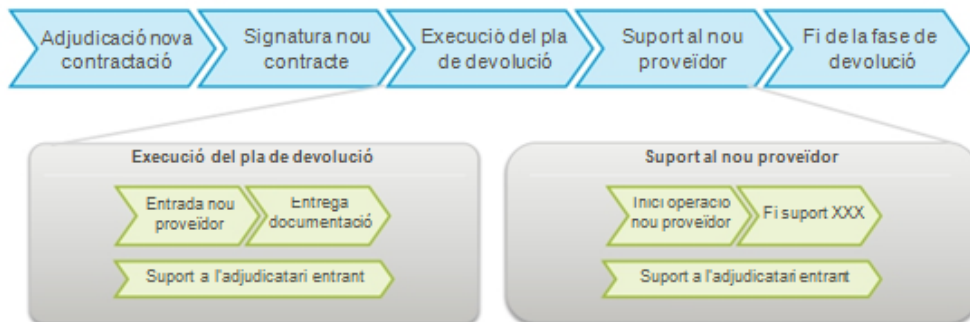 Adjudicació nova
contractació
Signatura nou
contracte
Execució del pla
de devolució
Suport al nou
proveïdor
Fi de la fase de
devolució
Execució del pla de devolució
Entrada nou
proveïdor
Entrega
documentació
Suport a l'adjudicatari entrant
Suport al nou proveïdor
Inici operació
nou proveïdor
Fi suport XXX
Suport a l'adjudicatari entrant